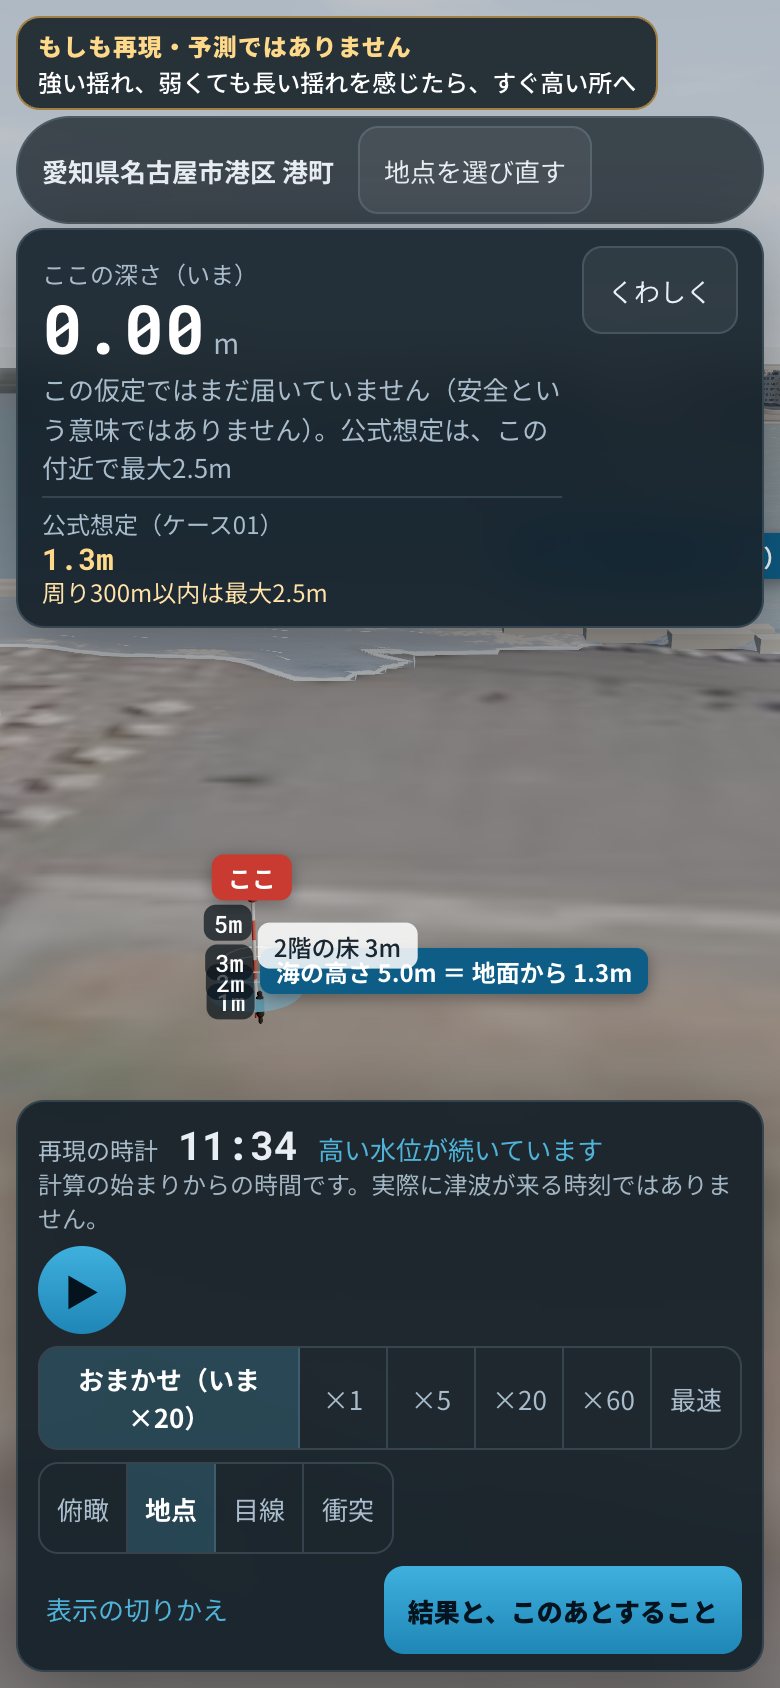 もしも再現・予測ではありません
強い揺れ、弱くても長い揺れを感じたら、すぐ高い所へ
愛知県名古屋市港区 港町
地点を選び直す
ここの深さ（いま）
くわしく
0.00 m
この仮定ではまだ届いていません（安全とい
う意味ではありません）。公式想定は、この
付近で最大2.5m
公式想定（ケース01）
1.3m
周り300m以内は最大2.5m
）
ここ
5m
2階の床 3m
3m
海の高さ 5.0m ＝ 地面から 1.3m
2m
1m
再現の時計 11:34 高い水位が続いています
計算の始まりからの時間です。実際に津波が来る時刻ではありま
せん。
おまかせ（いま
×20）
×1
×5
×20
×60
最速
俯瞰
地点
目線
衝突
表示の切りかえ
結果と、このあとすること